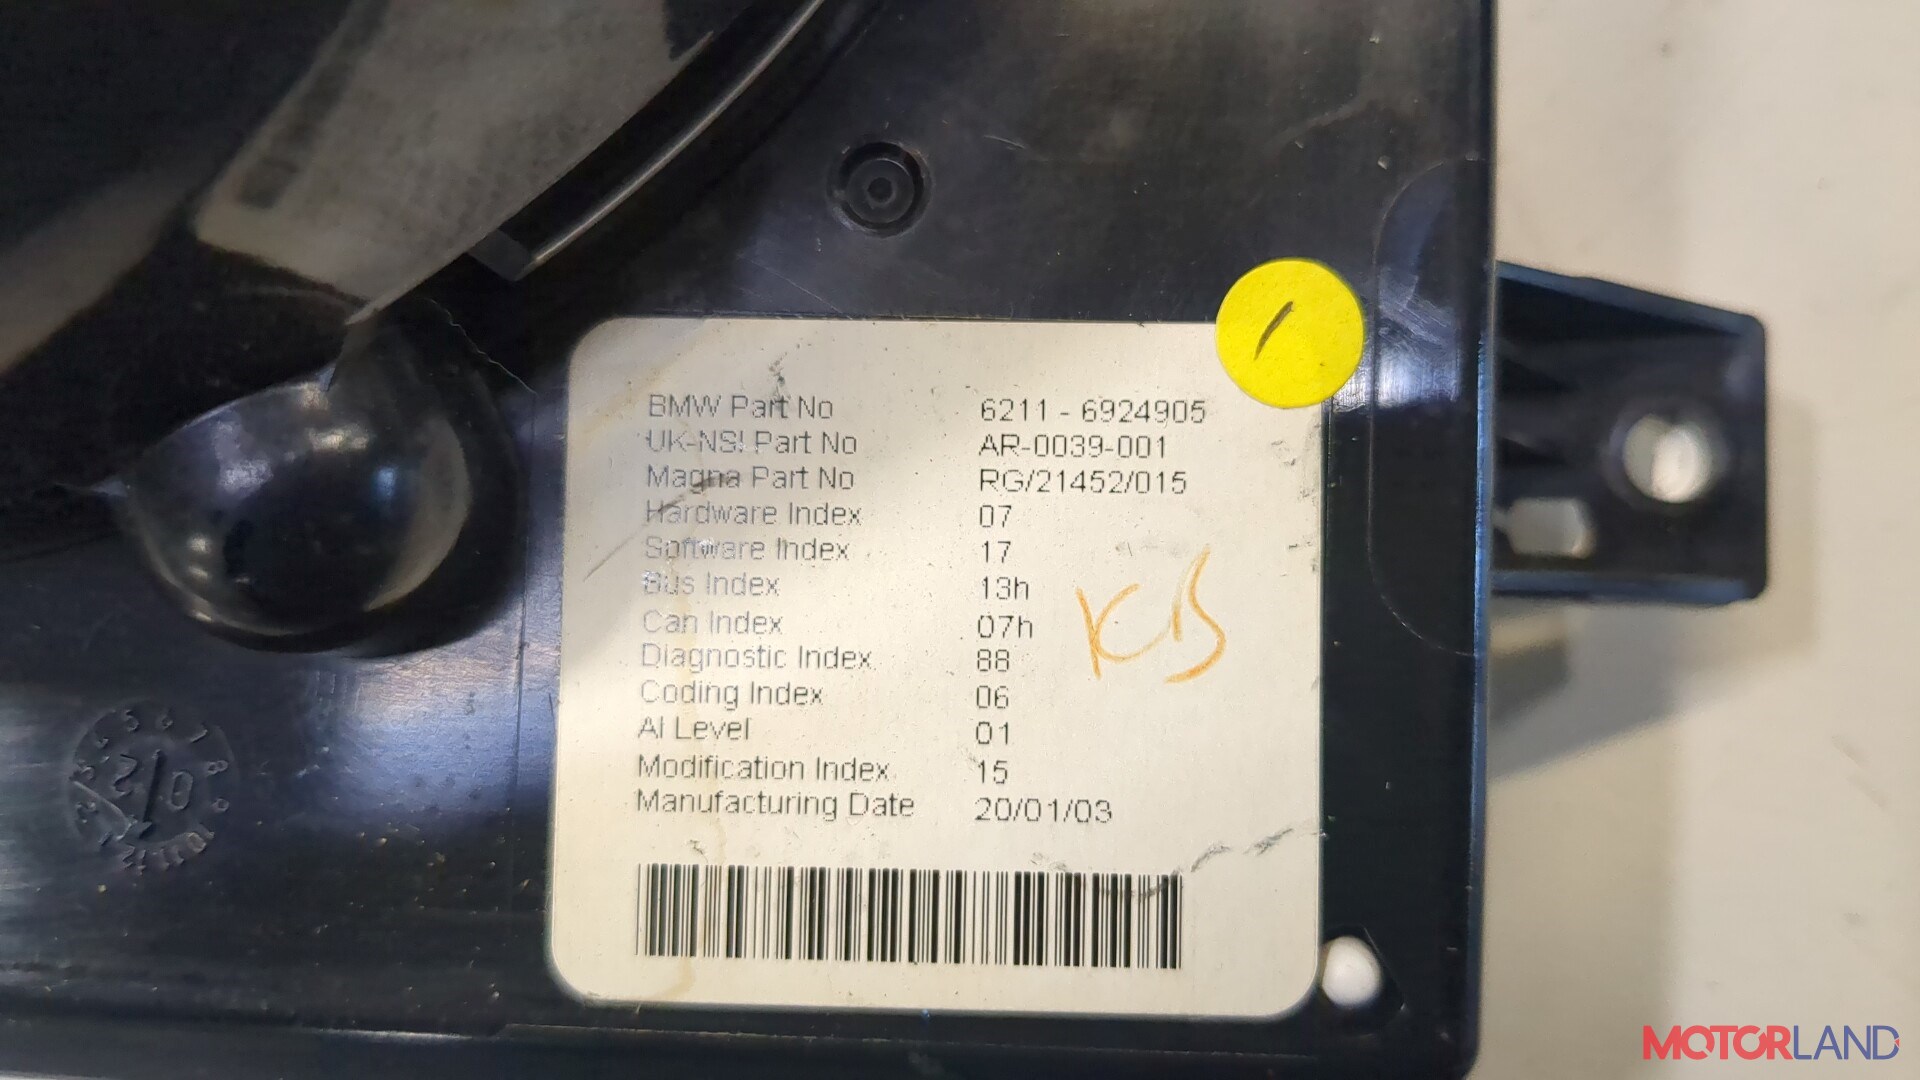 BMW Part No 6211 - 6924905
UK-NSI Part No AR-0039-001
Magna Part No RG/21452/015
Hardware Index 07
Software Index 17
Bus Index 13h
Can Index 07h
Diagnostic Index 88
Coding Index 06
AI Level 01
Modification Index 15
Manufacturing Date 20/01/03
MOTORLAND